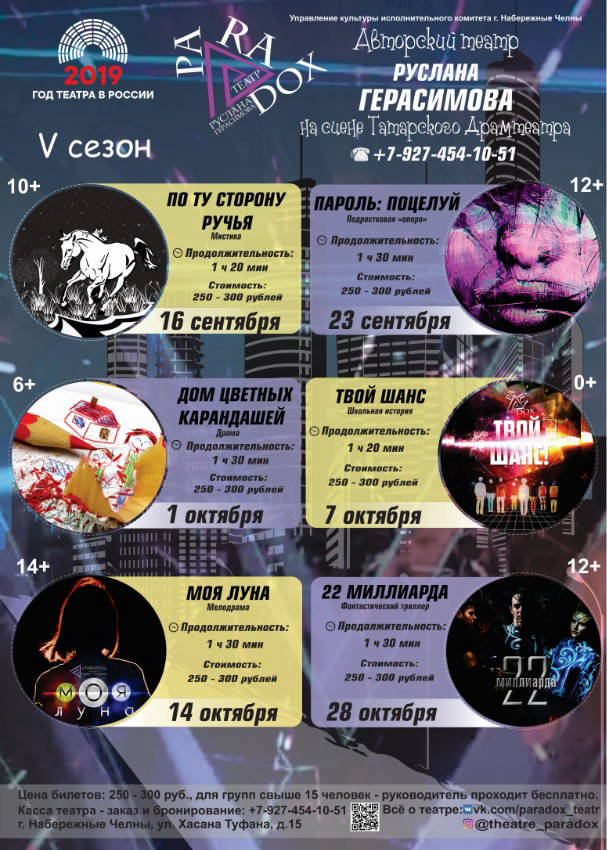 Управление культуры исполнительного комитета г. Набережные Челны
2019
ГОД ТЕАТРА В РОССИИ
PARADOX
ТЕАТР
РУСЛАНА
ГЕРАСИМОВА
Авторский театр
РУСЛАНА
ГЕРАСИМОВА
на сцене Татарского Драмтеатра
+7-927-454-10-51
V сезон
10+
ПО ТУ СТОРОНУ
РУЧЬЯ
Мистика
Продолжительность:
1 ч 20 мин
Стоимость:
250 - 300 рублей
16 сентября
12+
ПАРОЛЬ: ПОЦЕЛУЙ
Подростковая «опера»
Продолжительность:
1 ч 30 мин
Стоимость:
250 - 300 рублей
23 сентября
6+
ДОМ ЦВЕТНЫХ
КАРАНДАШЕЙ
Драма
Продолжительность:
1 ч 30 мин
Стоимость:
250 - 300 рублей
1 октября
0+
ТВОЙ ШАНС
Школьная история
Продолжительность:
1 ч 20 мин
Стоимость:
250 - 300 рублей
7 октября
PARADOX
ТВОЙ
ШАНС!
14+
МОЯ ЛУНА
Мелодрама
Продолжительность:
1 ч 30 мин
Стоимость:
250 - 300 рублей
14 октября
МОЯ
луна
12+
22 МИЛЛИАРДА
Фантастический триллер
Продолжительность:
1 ч 30 мин
Стоимость:
250 - 300 рублей
28 октября
22
миллиарда
Цена билетов: 250 - 300 руб., для групп свыше 15 человек - руководитель проходит бесплатно.
Касса театра - заказ и бронирование: +7-927-454-10-51
Всё о театре: vk.com/paradox_teatr
г. Набережные Челны, ул. Хасана Туфана, д.15
@theatre_paradox